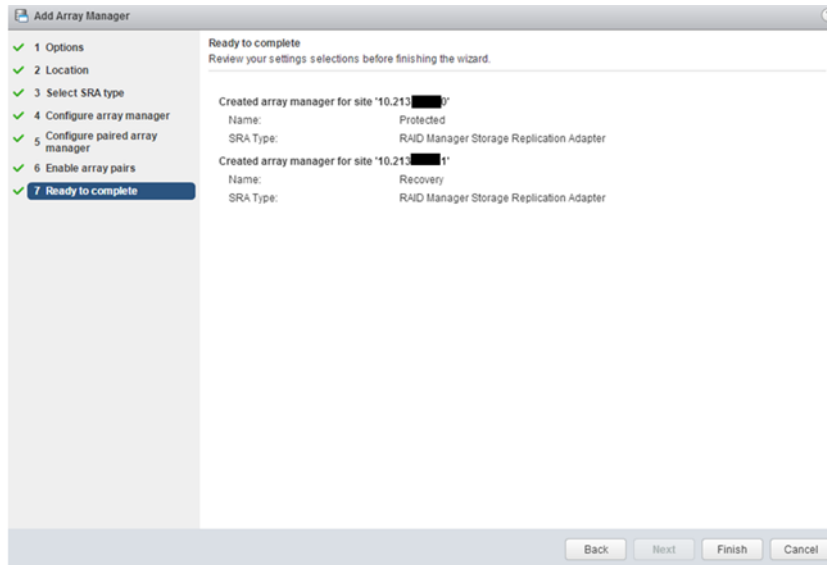 Add Array Manager
1 Options
2 Location
3 Select SRA type
4 Configure array manager
5 Configure paired array
manager
6 Enable array pairs
7 Ready to complete
Ready to complete
Review your settings selections before finishing the wizard.
Created array manager for site '10.213 0'
Name: Protected
SRA Type: RAID Manager Storage Replication Adapter
Created array manager for site '10.213 1'
Name: Recovery
SRA Type: RAID Manager Storage Replication Adapter
Back Next Finish Cancel